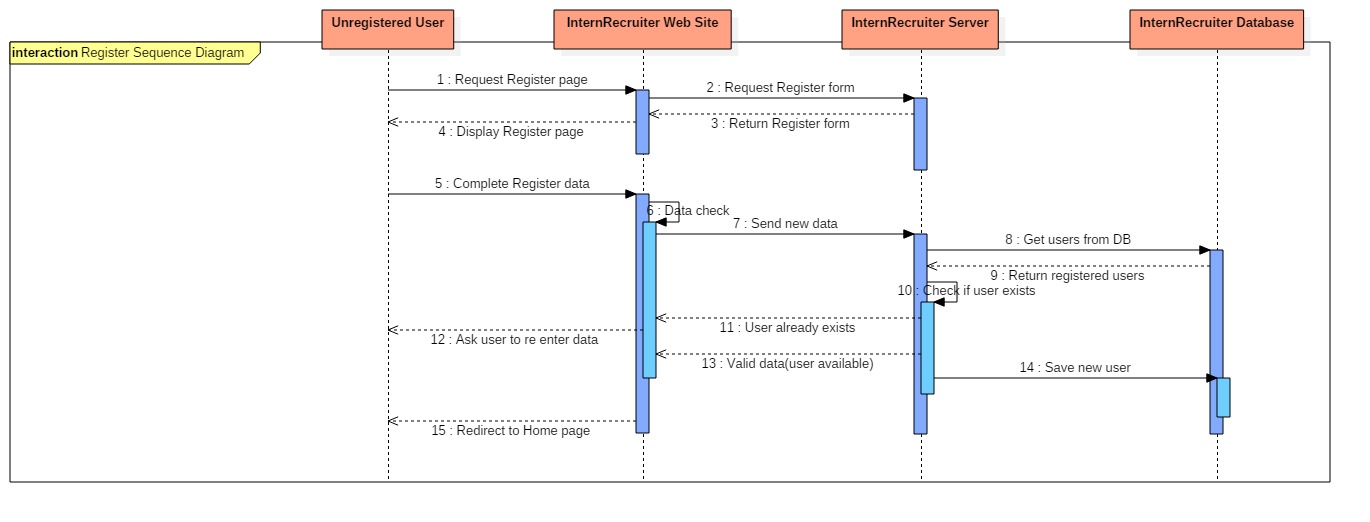 Unregistered User
InternRecruiter Web Site
InternRecruiter Server
InternRecruiter Database
interaction Register Sequence Diagram
1 : Request Register page
2 : Request Register form
3 : Return Register form
4 : Display Register page
5 : Complete Register data
6 : Data check
7 : Send new data
8 : Get users from DB
9 : Return registered users
10 : Check if user exists
11 : User already exists
12 : Ask user to re enter data
13 : Valid data(user available)
14 : Save new user
15 : Redirect to Home page